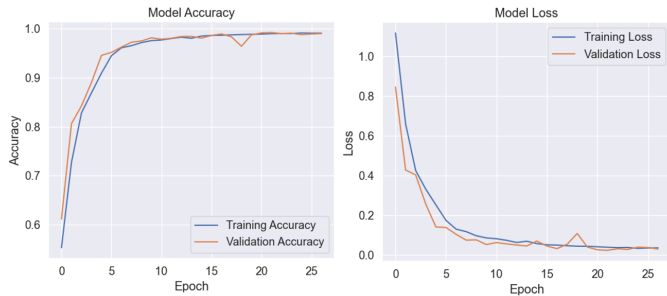 Model Accuracy
1.0
0.9
0.8
0.7
0.6
Accuracy
0
5
10
15
20
25
Epoch
Training Accuracy
Validation Accuracy
Model Loss
1.0
0.8
0.6
0.4
0.2
0.0
Loss
0
5
10
15
20
25
Epoch
Training Loss
Validation Loss